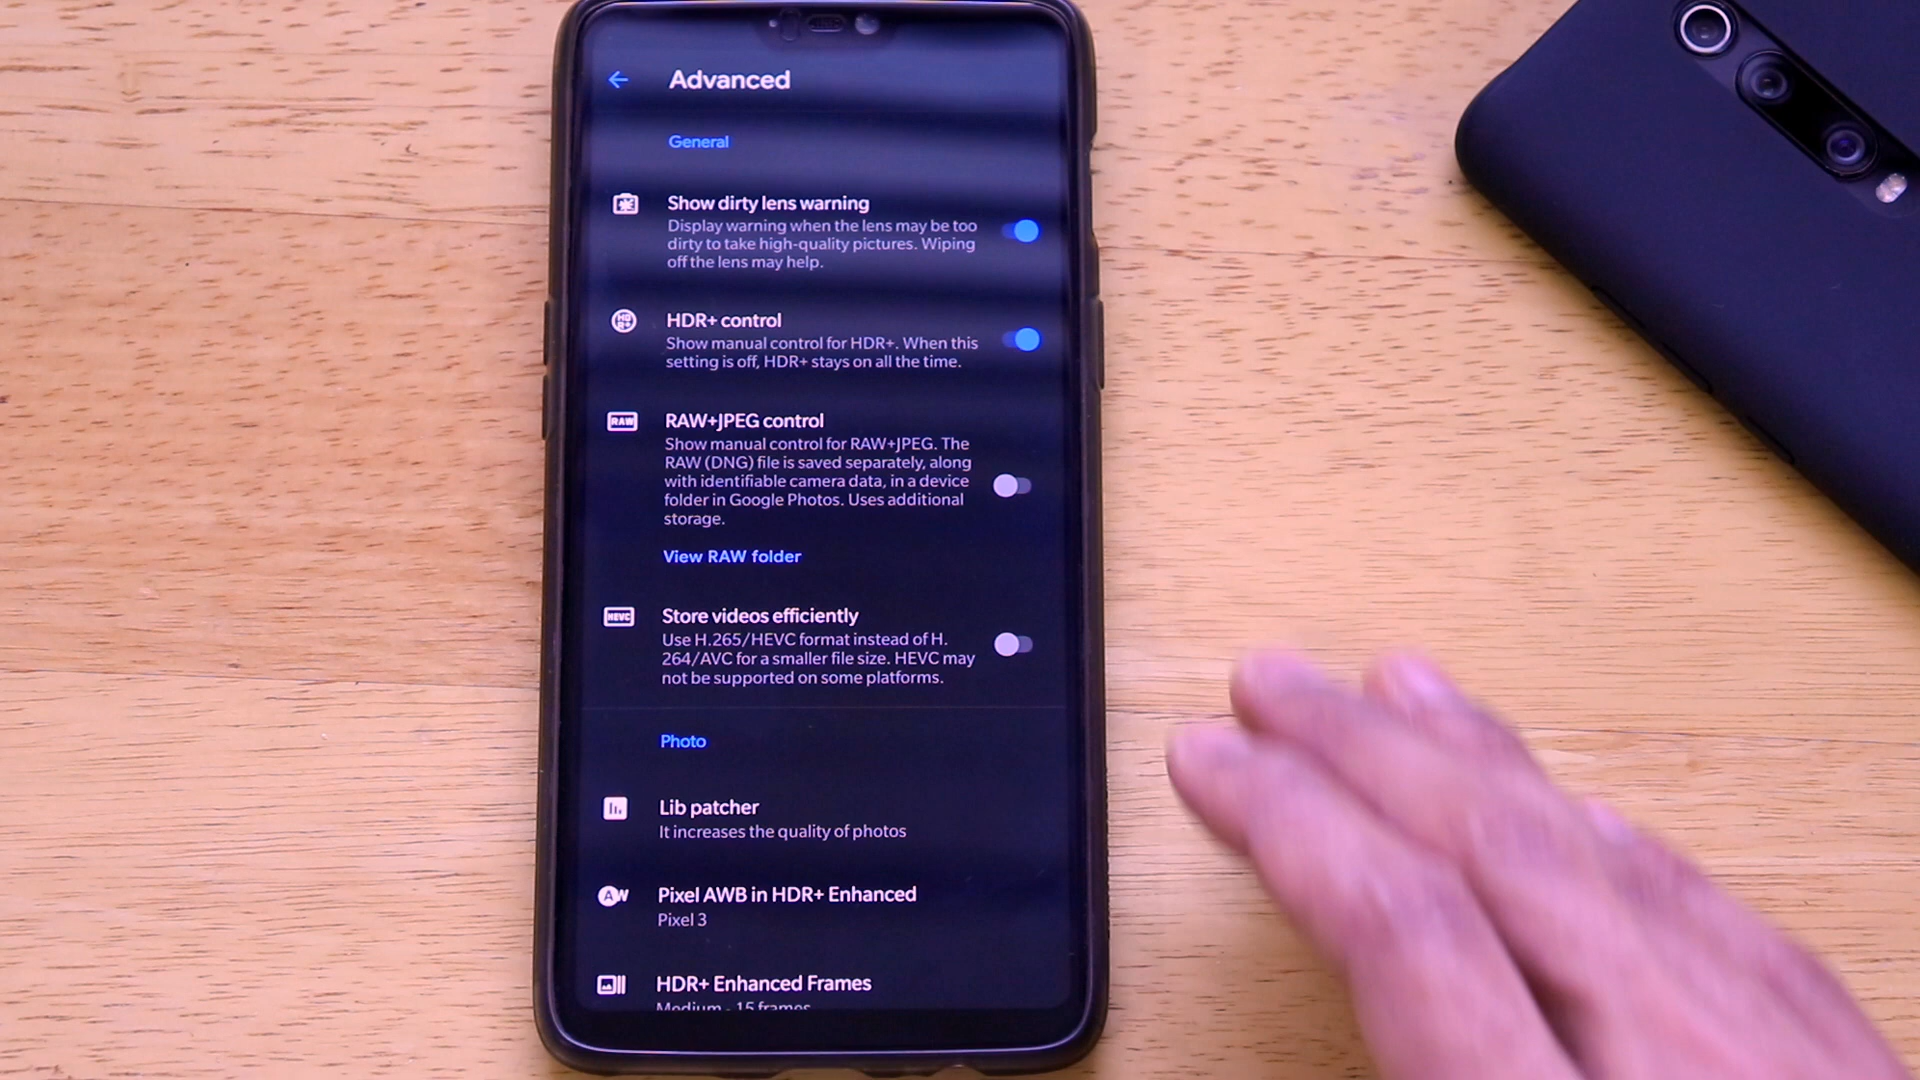 Advanced
General
Show dirty lens warning
Display warning when the lens may be too
dirty to take high-quality pictures. Wiping
off the lens may help.
HD
R+
HDR+ control
Show manual control for HDR+. When this
setting is off, HDR+ stays on all the time.
RAW
RAW+JPEG control
Show manual control for RAW+JPEG. The
RAW (DNG) file is saved separately, along
with identifiable camera data, in a device
folder in Google Photos. Uses additional
storage.
View RAW folder
HEVC
Store videos efficiently
Use H.265/HEVC format instead of H.
264/AVC for a smaller file size. HEVC may
not be supported on some platforms.
Photo
Lib patcher
It increases the quality of photos
AW
Pixel AWB in HDR+ Enhanced
Pixel 3
HDR+ Enhanced Frames
Medium - 15 frames